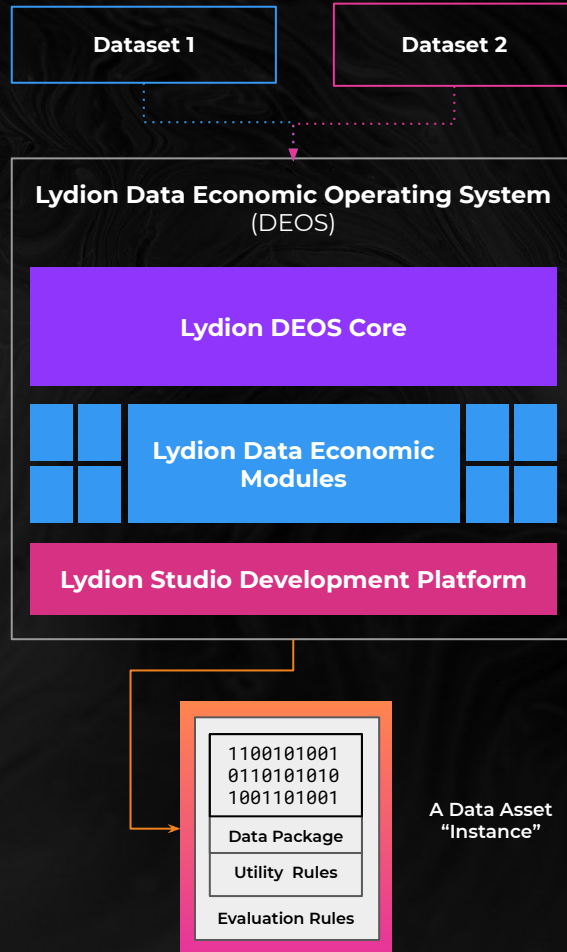 Dataset 1
Dataset 2
Lydion Data Economic Operating System
(DEOS)
Lydion DEOS Core
Lydion Data Economic
Modules
Lydion Studio Development Platform
1100101001
0110101010
1001101001
Data Package
Utility Rules
Evaluation Rules
A Data Asset
“Instance”